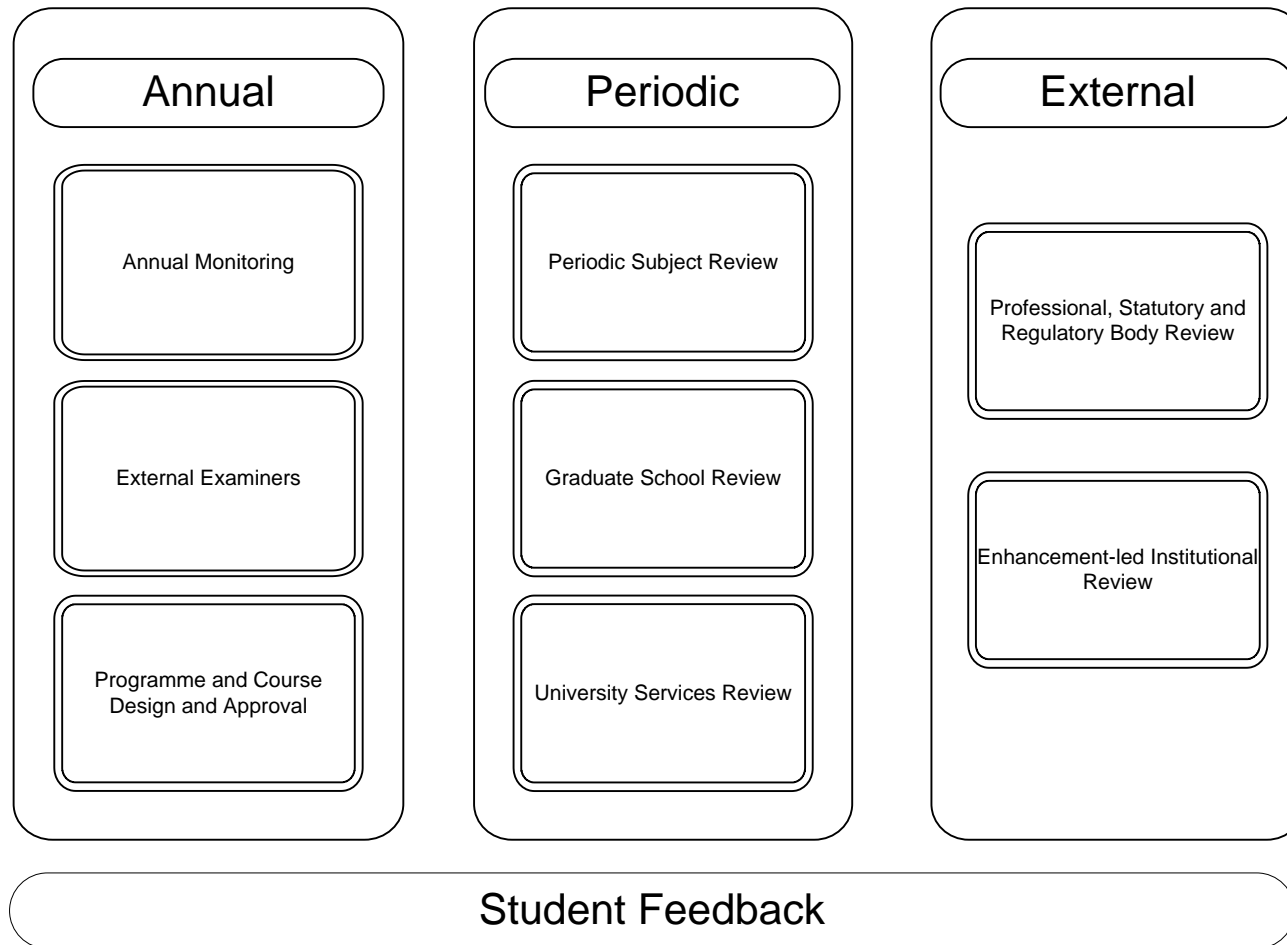 Annual
Annual Monitoring
External Examiners
Programme and Course
Design and Approval
Periodic
Periodic Subject Review
Graduate School Review
University Services Review
External
Professional, Statutory and
Regulatory Body Review
Enhancement-led Institutional
Review
Student Feedback